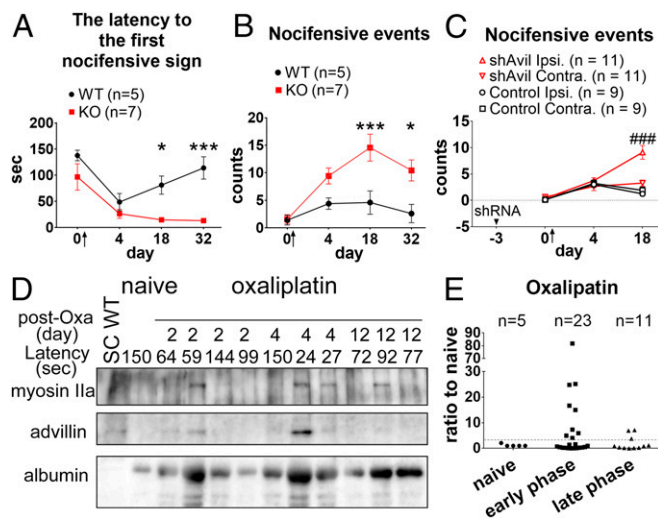 A
The latency to
the first
nocifensive sign
WT (n=5)
KO (n=7)
sec
200
150
100
50
0
0↑ 4 18 32
day
*
***
B
Nocifensive events
WT (n=5)
KO (n=7)
counts
20
15
10
5
0
0↑ 4 18 32
day
***
*
C
Nocifensive events
shAvil Ipsi. (n = 11)
shAvil Contra. (n = 11)
Control Ipsi. (n = 9)
Control Contra. (n = 9)
counts
15
10
5
0
-5
shRNA
-3 0↑ 4 18
day
###
D
naive oxaliplatin
SC WT
post-Oxa
(day)
2 2 2 2 4 4 4 12 12 12
Latency
(sec)
150 64 59 144 99 150 24 27 72 92 77
myosin IIa
advillin
albumin
E
Oxalipatin
n=5 n=23 n=11
ratio to naive
120
100
80
50
40
30
20
10
0
naive
early phase
late phase